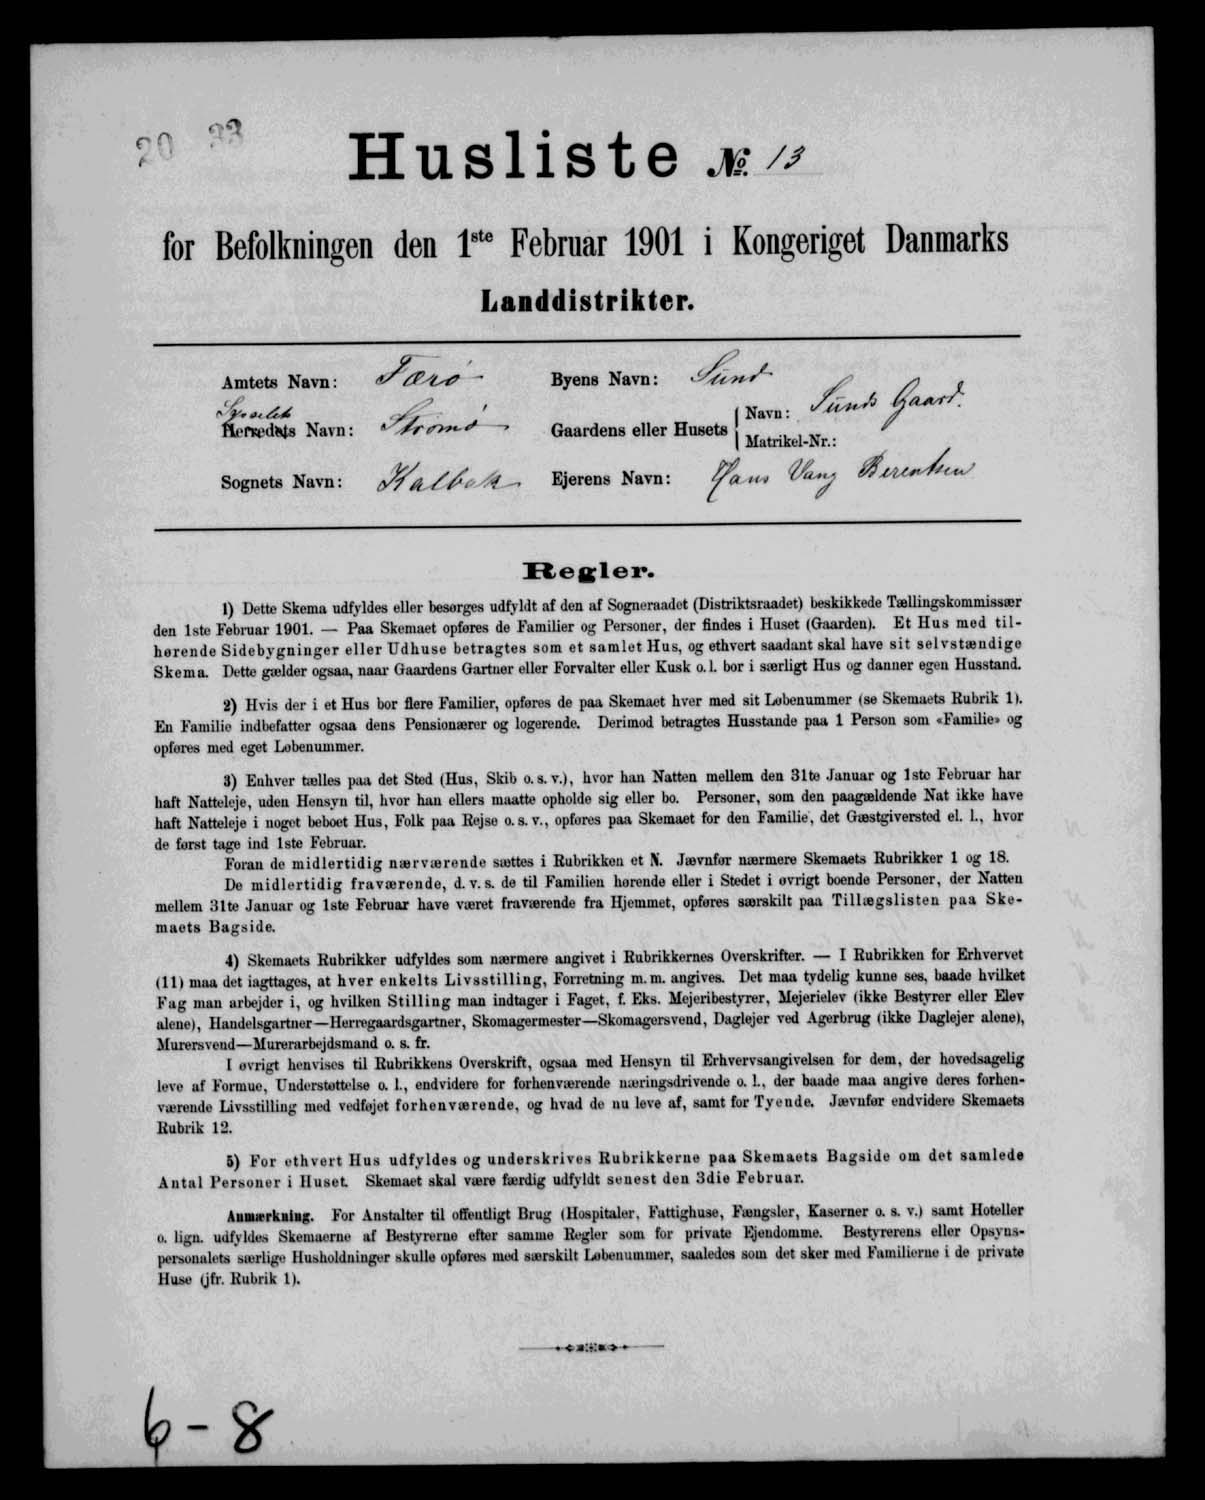 20 33
Husliste No. 13
for Befolkningen den 1ste Februar 1901 i Kongeriget Danmarks
Landdistrikter.
Amtets Navn: Færø Byens Navn: Sund
Sysselets
Herredets Navn: Strømø Gaardens eller Husets Navn: Sunds Gaard.
Matrikel-Nr.:
Sognets Navn: Kalbak Ejerens Navn: Hans Vang Berentsen
Regler.
1) Dette Skema udfyldes eller besørges udfyldt af den af Sogneraadet (Distriktsraadet) beskikkede Tællingskommissær
den 1ste Februar 1901. — Paa Skemaet opføres de Familier og Personer, der findes i Huset (Gaarden). Et Hus med til-
hørende Sidebygninger eller Udhuse betragtes som et samlet Hus, og ethvert saadant skal have sit selvstændige
Skema. Dette gælder ogsaa, naar Gaardens Gartner eller Forvalter eller Kusk o. l. bor i særligt Hus og danner egen Husstand.
2) Hvis der i et Hus bor flere Familier, opføres de paa Skemaet hver med sit Løbenummer (se Skemaets Rubrik 1).
En Familie indbefatter ogsaa dens Pensionærer og logerende. Derimod betragtes Husstande paa 1 Person som «Familie» og
opføres med eget Løbenummer.
3) Enhver tælles paa det Sted (Hus, Skib o. s. v.), hvor han Natten mellem den 31te Januar og 1ste Februar har
haft Natteleje, uden Hensyn til, hvor han ellers maatte opholde sig eller bo. Personer, som den paagældende Nat ikke have
haft Natteleje i noget beboet Hus, Folk paa Rejse o. s. v., opføres paa Skemaet for den Familie, det Gæstgiversted el. l., hvor
de først tage ind 1ste Februar.
Foran de midlertidig nærværende sættes i Rubrikken et N. Jævnfør nærmere Skemaets Rubrikker 1 og 18.
De midlertidig fraværende, d. v. s. de til Familien hørende eller i Stedet i øvrigt boende Personer, der Natten
mellem 31te Januar og 1ste Februar have været fraværende fra Hjemmet, opføres særskilt paa Tillægslisten paa Ske-
maets Bagside.
4) Skemaets Rubrikker udfyldes som nærmere angivet i Rubrikkernes Overskrifter. — I Rubrikken for Erhvervet
(11) maa det iagttages, at hver enkelts Livsstilling, Forretning m. m. angives. Det maa tydelig kunne ses, baade hvilket
Fag man arbejder i, og hvilken Stilling man indtager i Faget, f. Eks. Mejeribestyrer, Mejerielev (ikke Bestyrer eller Elev
alene), Handelsgartner—Herregaardsgartner, Skomagermester—Skomagersvend, Daglejer ved Agerbrug (ikke Daglejer alene),
Murersvend—Murerarbejdsmand o. s. fr.
I øvrigt henvises til Rubrikkens Overskrift, ogsaa med Hensyn til Erhvervsangivelsen for dem, der hovedsagelig
leve af Formue, Understøttelse o. l., endvidere for forhenværende næringsdrivende o. l., der baade maa angive deres forhen-
værende Livsstilling med vedføjet forhenværende, og hvad de nu leve af, samt for Tyende. Jævnfør endvidere Skemaets
Rubrik 12.
5) For ethvert Hus udfyldes og underskrives Rubrikkerne paa Skemaets Bagside om det samlede
Antal Personer i Huset. Skemaet skal være færdig udfyldt senest den 3die Februar.
Anmærkning. For Anstalter til offentligt Brug (Hospitaler, Fattighuse, Fængsler, Kaserner o. s. v.) samt Hoteller
o. lign. udfyldes Skemaerne af Bestyrerne efter samme Regler som for private Ejendomme. Bestyrerens eller Opsyns-
personalets særlige Husholdninger skulle opføres med særskilt Løbenummer, saaledes som det sker med Familierne i de private
Huse (jfr. Rubrik 1).
6-8